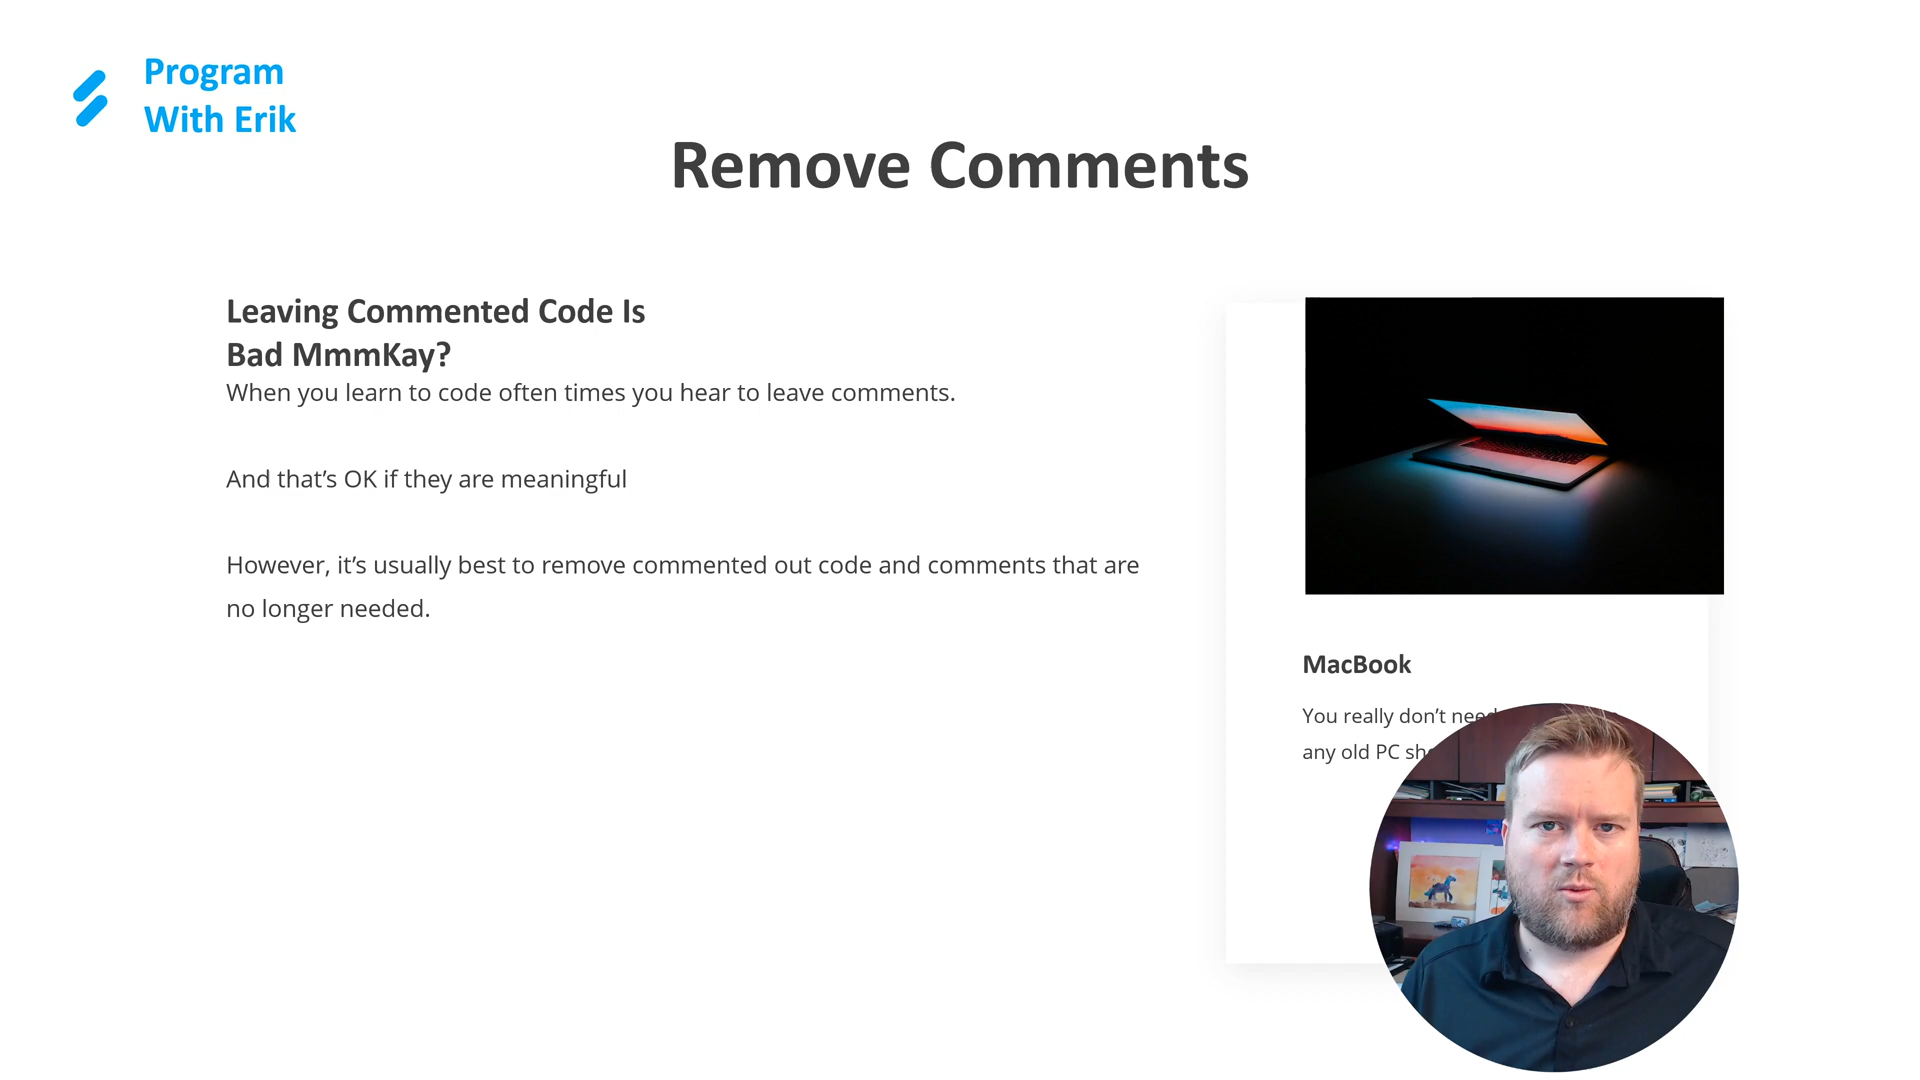 Program
With Erik
Remove Comments
Leaving Commented Code Is
Bad MmmKay?
When you learn to code often times you hear to leave comments.
And that’s OK if they are meaningful
However, it’s usually best to remove commented out code and comments that are
no longer needed.
MacBook
You really don’t need
any old PC